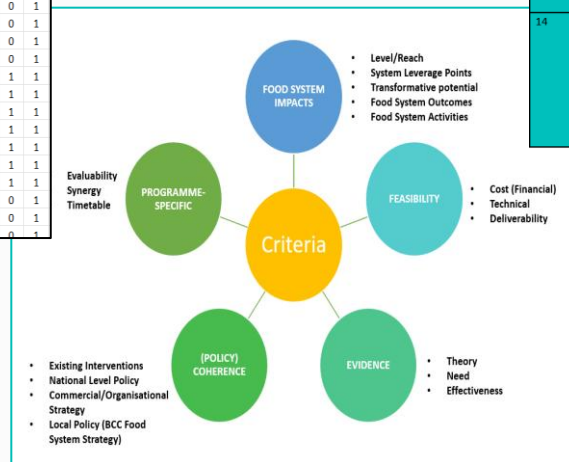 0 1
0 1
0 1
0 1
1 1
1 1
1 1
1 1
1 1
1 1
1 1
0 1
0 1
0 1
14
FOOD SYSTEM
IMPACTS
• Level/Reach
• System Leverage Points
• Transformative potential
• Food System Outcomes
• Food System Activities
Evaluability
Synergy
Timetable
PROGRAMME-
SPECIFIC
FEASIBILITY
• Cost (Financial)
• Technical
• Deliverability
Criteria
• Existing Interventions
• National Level Policy
• Commercial/Organisational
Strategy
• Local Policy (BCC Food
System Strategy)
(POLICY)
COHERENCE
EVIDENCE
• Theory
• Need
• Effectiveness